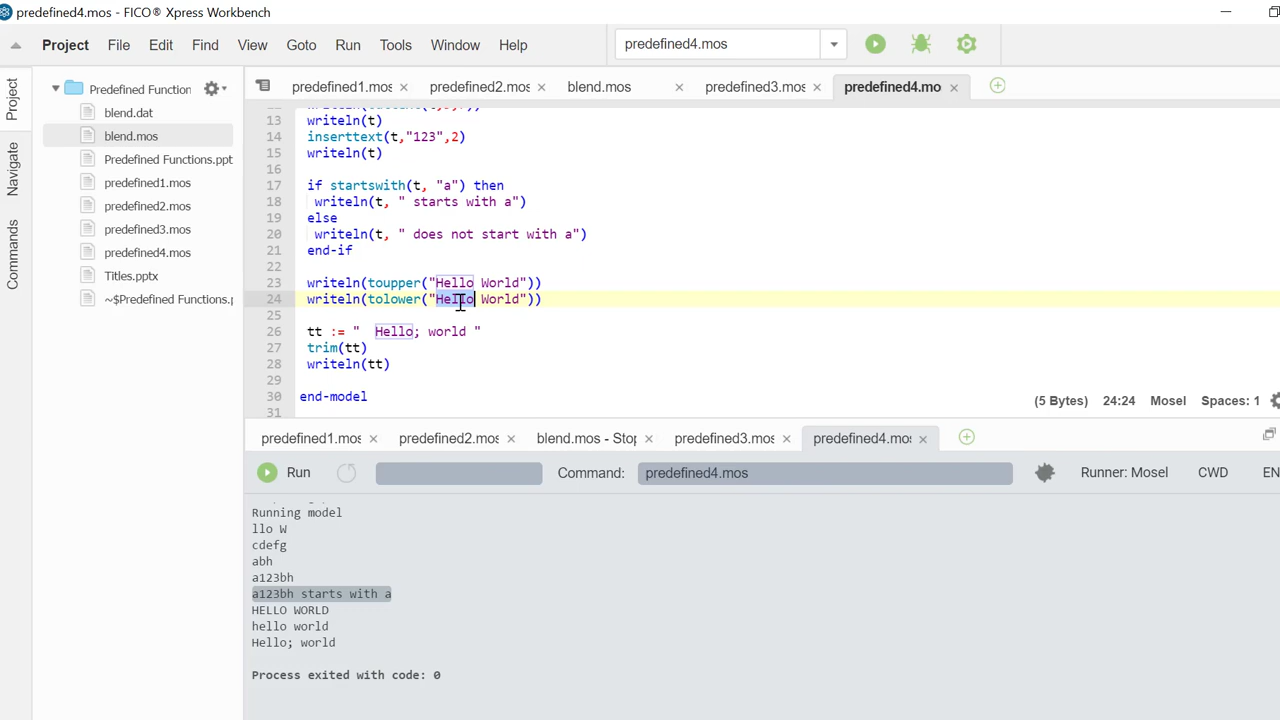 predefined4.mos - FICO® Xpress Workbench
Project File Edit Find View Goto Run Tools Window Help
predefined4.mos
Project
Navigate
Commands
Predefined Function
blend.dat
blend.mos
Predefined Functions.ppt
predefined1.mos
predefined2.mos
predefined3.mos
predefined4.mos
Titles.pptx
~$Predefined Functions.p
predefined1.mos predefined2.mos blend.mos predefined3.mos predefined4.mo
13 writeln(t)
14 inserttext(t,"123",2)
15 writeln(t)
16
17 if startswith(t, "a") then
18 writeln(t, " starts with a")
19 else
20 writeln(t, " does not start with a")
21 end-if
22
23 writeln(toupper("Hello World"))
24 writeln(tolower("Hello World"))
25
26 tt := "  Hello; world "
27 trim(tt)
28 writeln(tt)
29
30 end-model
31
(5 Bytes) 24:24 Mosel Spaces: 1
predefined1.mos predefined2.mos blend.mos - Stop predefined3.mos predefined4.mos
Run Command: predefined4.mos Runner: Mosel CWD EN
Running model
llo W
cdefg
abh
a123bh
a123bh starts with a
HELLO WORLD
hello world
Hello; world
Process exited with code: 0